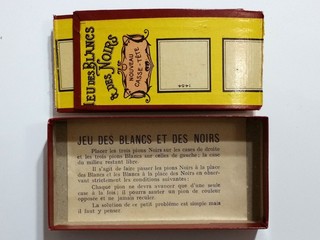 JEU DES BLANCS
& DES NOIRS
NOUVEAU
CASSE-TÊTE
JEU DES BLANCS ET DES NOIRS
Placer les trois pions Noirs sur les cases de droite
et les trois pions Blancs sur celles de gauche ; la case
du milieu restant libre.
Il s'agit de faire passer les pions Noirs à la place
des Blancs et les Blancs à la place des Noirs en obser-
vant strictement les conditions suivantes :
Chaque pion ne devra avancer que d'une seule
case à la fois ; il pourra sauter un pion de couleur
opposée et ne jamais reculer.
La solution de ce petit problème est simple mais
il faut y penser.